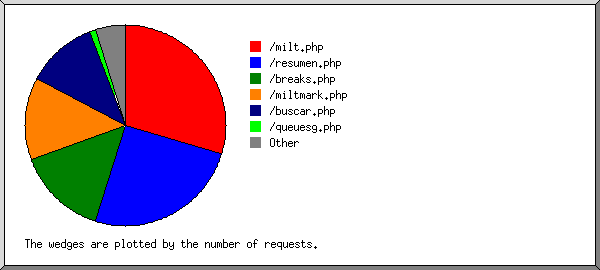 /milt.php
/resumen.php
/breaks.php
/miltmark.php
/buscar.php
/queuesg.php
Other
The wedges are plotted by the number of requests.